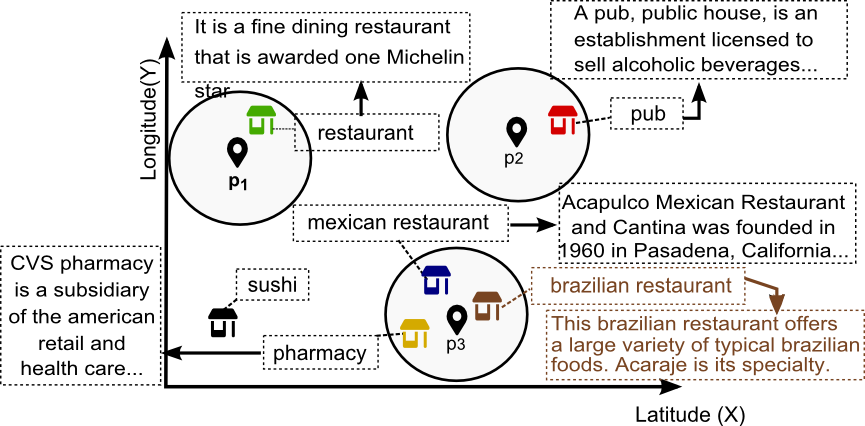 It is a fine dining restaurant
that is awarded one Michelin
star
A pub, public house, is an
establishment licensed to
sell alcoholic beverages...
Longitude(Y)
restaurant
pub
p1
p2
mexican restaurant
Acapulco Mexican Restaurant
and Cantina was founded in
1960 in Pasadena, California...
CVS pharmacy
is a subsidiary
of the american
retail and
health care...
sushi
brazilian restaurant
pharmacy
p3
This brazilian restaurant offers
a large variety of typical brazilian
foods. Acaraje is its specialty.
Latitude (X)